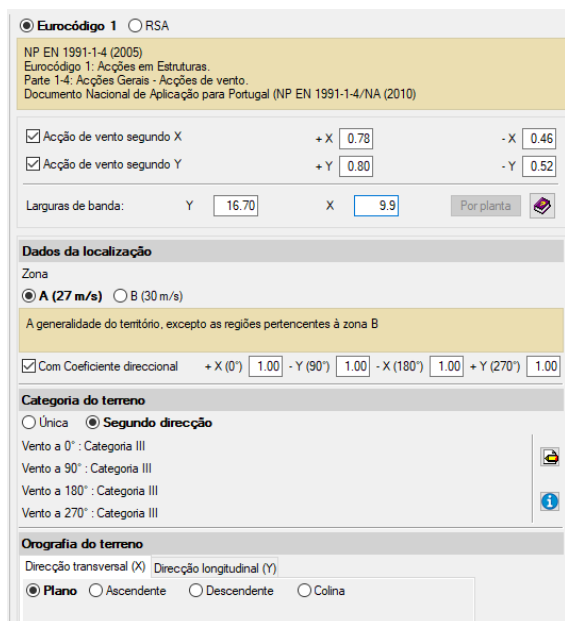 Eurocódigo 1 RSA
NP EN 1991-1-4 (2005)
Eurocódigo 1: Acções em Estruturas.
Parte 1-4: Acções Gerais - Acções de vento.
Documento Nacional de Aplicação para Portugal (NP EN 1991-1-4/NA (2010)
Acção de vento segundo X +X 0.78 -X 0.46
Acção de vento segundo Y +Y 0.80 -Y 0.52
Larguras de banda: Y 16.70 X 9.9 Por planta
Dados da localização
Zona
A (27 m/s) B (30 m/s)
A generalidade do território, excepto as regiões pertencentes à zona B
Com Coeficiente direccional +X (0°) 1.00 -Y (90°) 1.00 -X (180°) 1.00 +Y (270°) 1.00
Categoria do terreno
Única Segundo direcção
Vento a 0° : Categoria III
Vento a 90° : Categoria III
Vento a 180° : Categoria III
Vento a 270° : Categoria III
Orografia do terreno
Direcção transversal (X) Direcção longitudinal (Y)
Plano Ascendente Descendente Colina